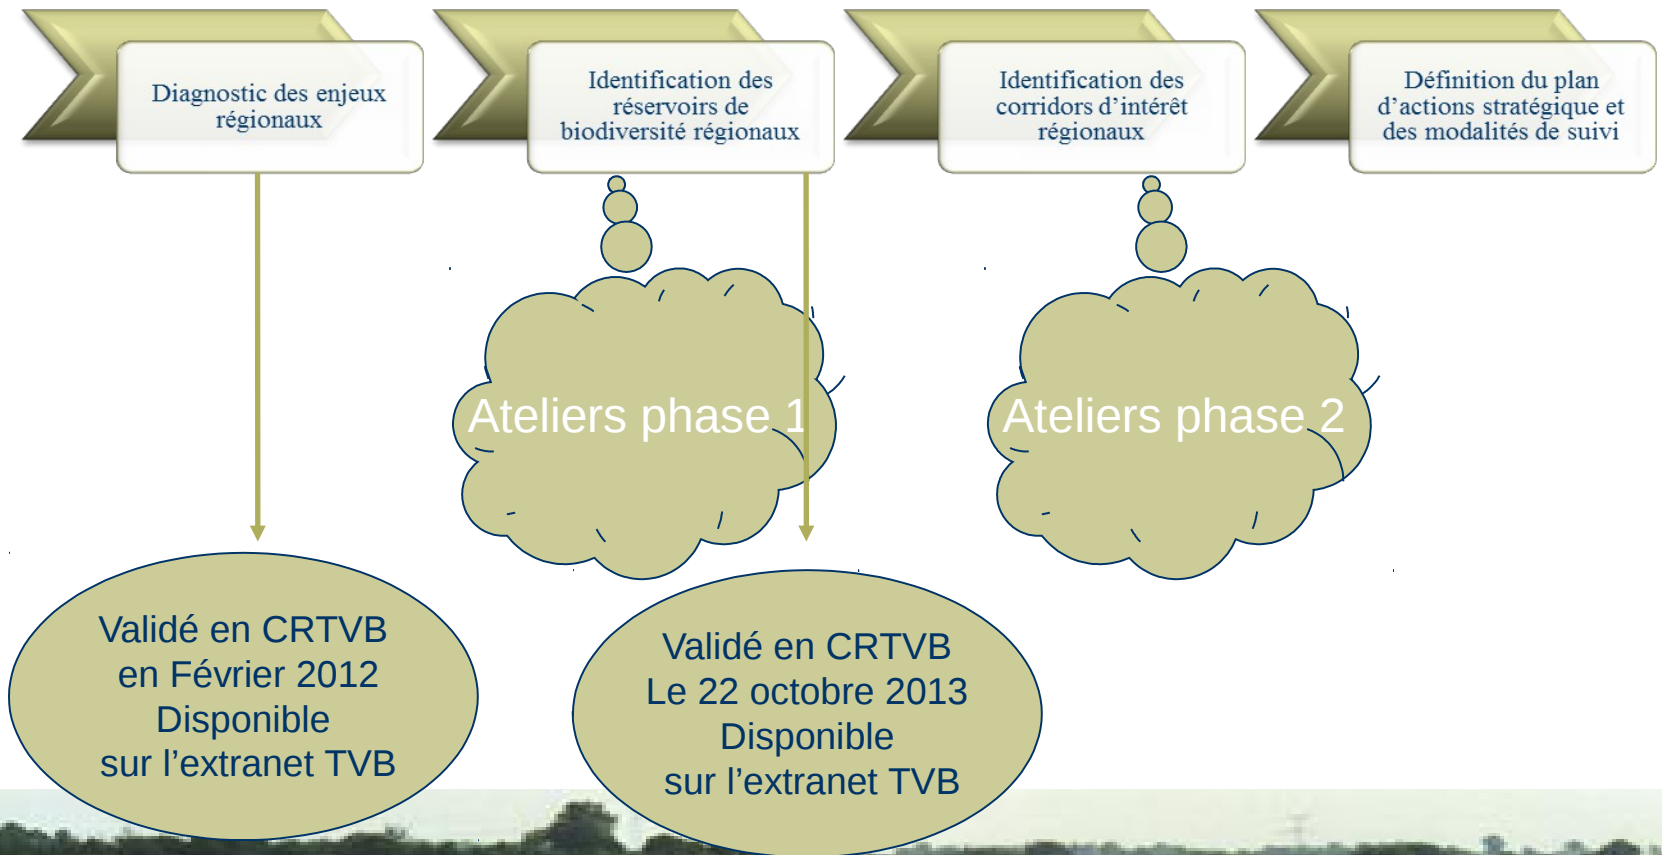 Diagnostic des enjeux
régionaux
Identification des
réservoirs de
biodiversité régionaux
Identification des
corridors d’intérêt
régionaux
Définition du plan
d’actions stratégique et
des modalités de suivi
Ateliers phase 1
Ateliers phase 2
Validé en CRTVB
en Février 2012
Disponible
sur l’extranet TVB
Validé en CRTVB
Le 22 octobre 2013
Disponible
sur l’extranet TVB